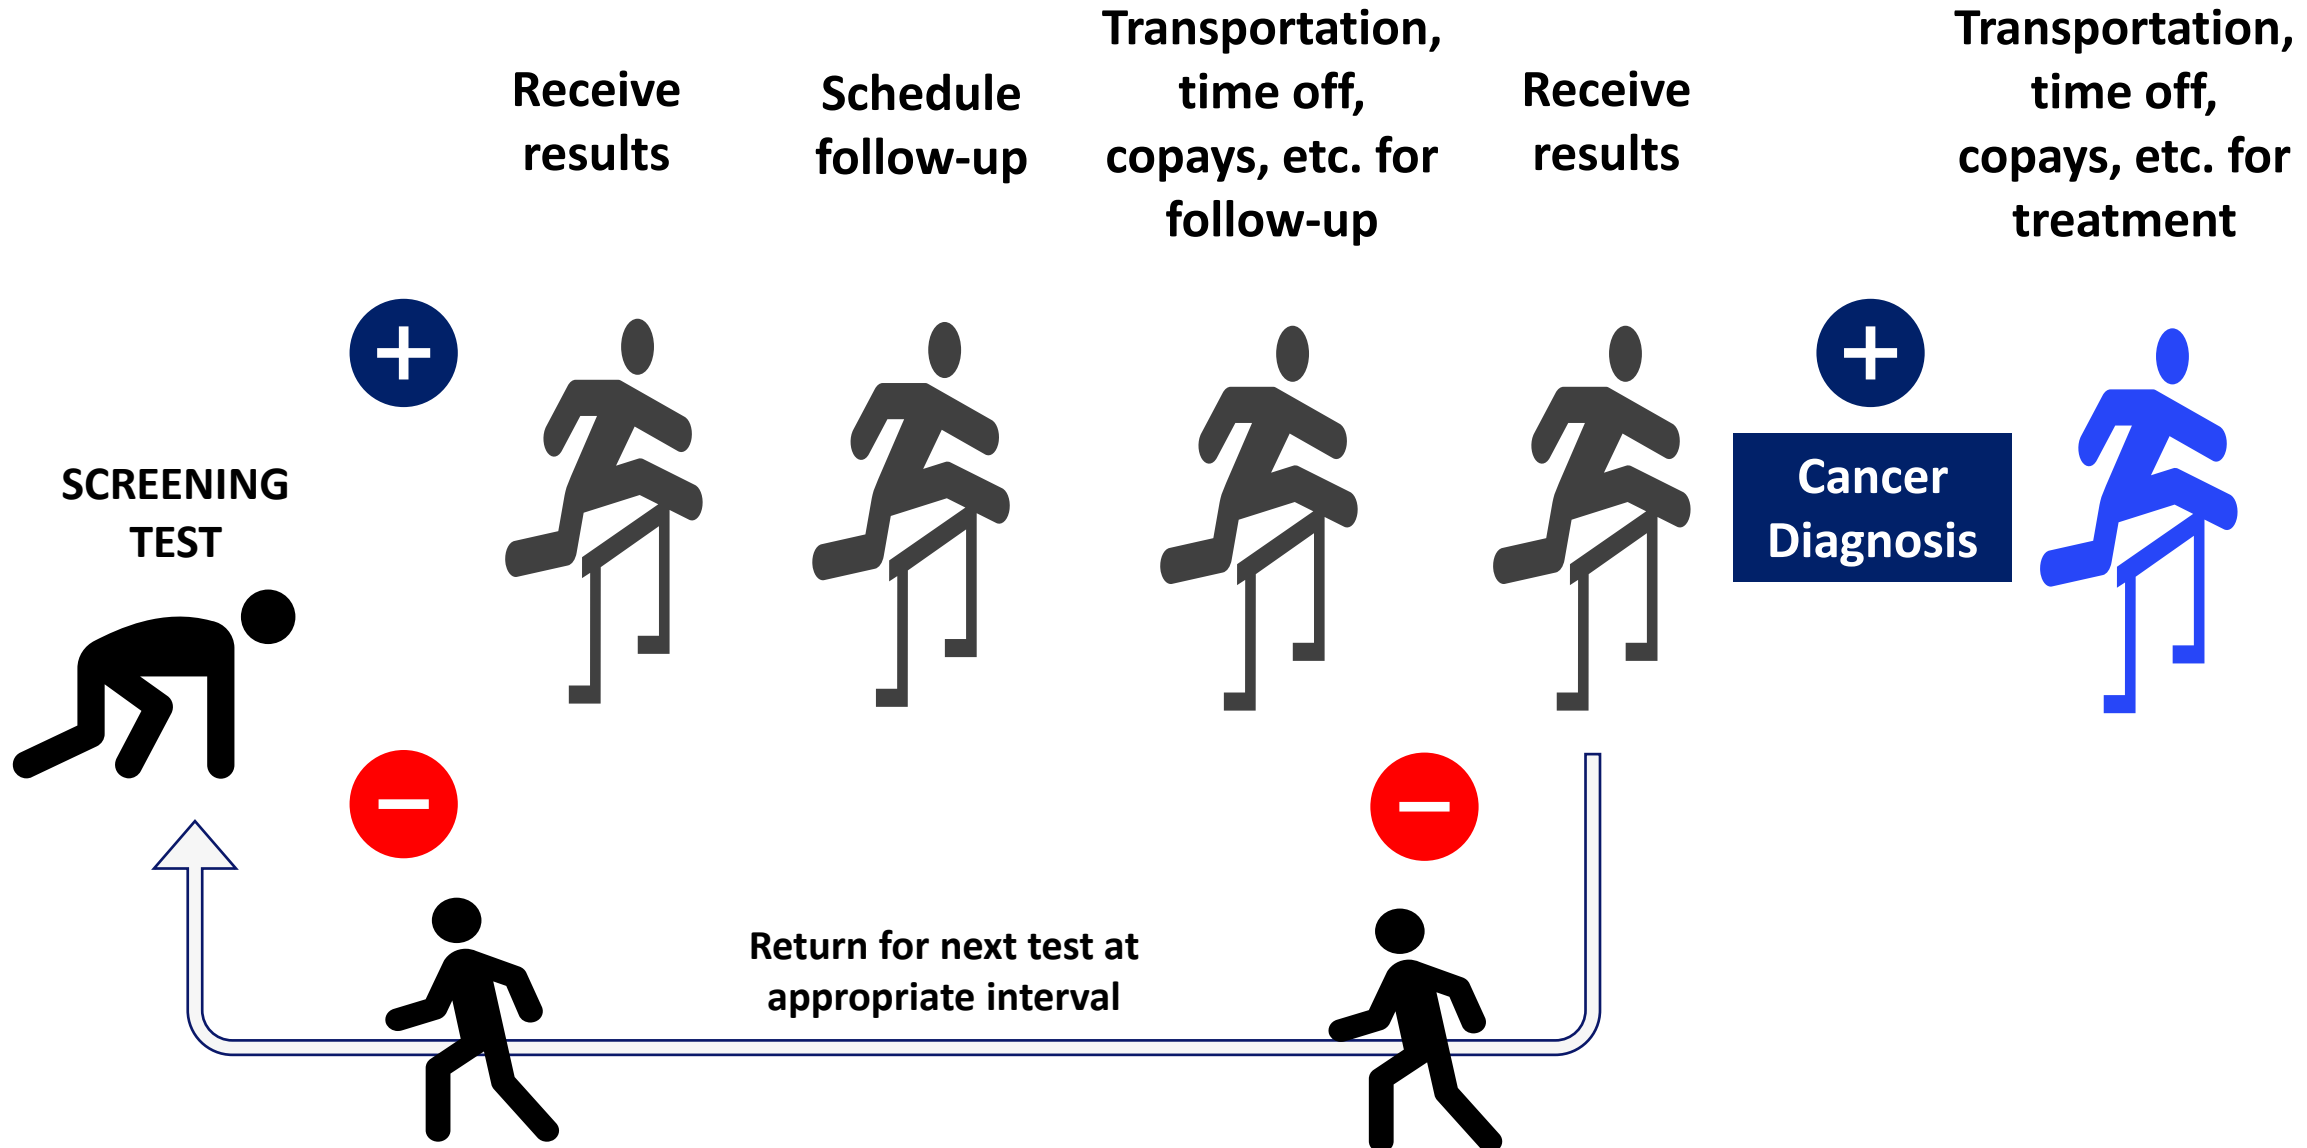 Receive
results
Schedule
follow-up
Transportation,
time off,
copays, etc. for
follow-up
Receive
results
Transportation,
time off,
copays, etc. for
treatment
SCREENING
TEST
Cancer
Diagnosis
Return for next test at
appropriate interval